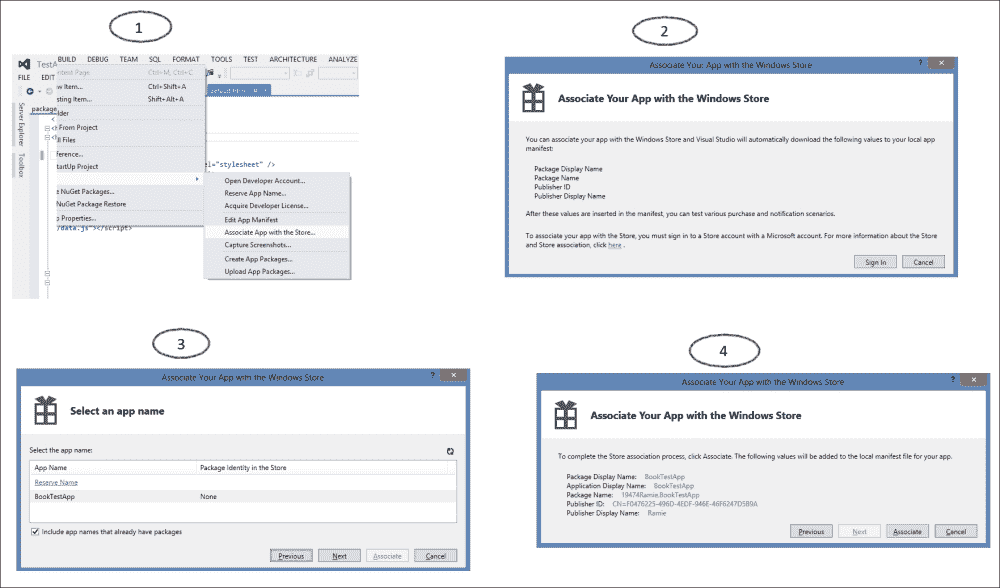 1
TestA
BUILD DEBUG TEAM SQL FORMAT TOOLS TEST ARCHITECTURE ANALYZE
FILE EDIT
ntent Page Ctrl+M, Ctrl+C
w Item... Ctrl+Shift+A
sting Item... Shift+Alt+A
package
lder
From Project
ll Files
Server Explorer
Toolbox
ference...
tartUp Project
el="stylesheet" />
e NuGet Packages...
NuGet Package Restore
p Properties...
/data.js"></script>
Open Developer Account...
Reserve App Name...
Acquire Developer License...
Edit App Manifest
Associate App with the Store...
Capture Screenshots...
Create App Packages...
Upload App Packages...
2
Associate Your App with the Windows Store
? ×
Associate Your App with the Windows Store
You can associate your app with the Windows Store and Visual Studio will automatically download the following values to your local app
manifest:
Package Display Name
Package Name
Publisher ID
Publisher Display Name
After these values are inserted in the manifest, you can test various purchase and notification scenarios.
To associate your app with the Store, you must sign in to a Store account with a Microsoft account. For more information about the Store
and Store association, click here .
Sign In Cancel
3
Associate Your App with the Windows Store
? ×
Select an app name
Select the app name:
App Name Package Identity in the Store
Reserve Name
BookTestApp None
Include app names that already have packages
Previous Next Associate Cancel
4
Associate Your App with the Windows Store
? ×
Associate Your App with the Windows Store
To complete the Store association process, click Associate. The following values will be added to the local manifest file for your app.
Package Display Name: BookTestApp
Application Display Name: BookTestApp
Package Name: 19474Ramie.BookTestApp
Publisher ID: CN=F0476225-496D-4EDF-946E-46F6247D5B9A
Publisher Display Name: Ramie
Previous Next Associate Cancel